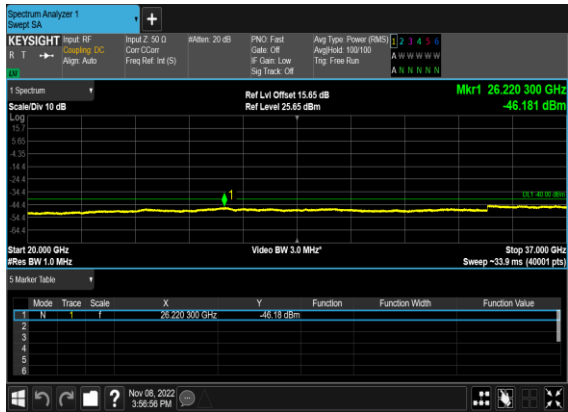 Spectrum Analyzer 1
Swept SA
+
KEYSIGHT Input: RF Input Z: 50 Ω #Atten: 20 dB PNO: Fast Avg Type: Power (RMS) 1 2 3 4 5 6
R T Coupling: DC Corr CCorr Gate: Off Avg|Hold: 100/100 A W W W W W
Align: Auto Freq Ref: Int (S) IF Gain: Low Trig: Free Run
LXI Sig Track: Off A N N N N N
1 Spectrum Ref Lvl Offset 15.65 dB Mkr1 26.220 300 GHz
Scale/Div 10 dB Ref Level 25.65 dBm -46.181 dBm
Log
15.7
5.65
-4.35
-14.4
-24.4
-34.4
1
DL1 -40.00 dBm
-44.4
-54.4
-64.4
Start 20.000 GHz Video BW 3.0 MHz* Stop 37.000 GHz
#Res BW 1.0 MHz Sweep ~33.9 ms (40001 pts)
5 Marker Table
Mode Trace Scale X Y Function Function Width Function Value
1 N 1 f 26.220 300 GHz -46.18 dBm
2
3
4
5
6
? Nov 08, 2022
3:56:56 PM